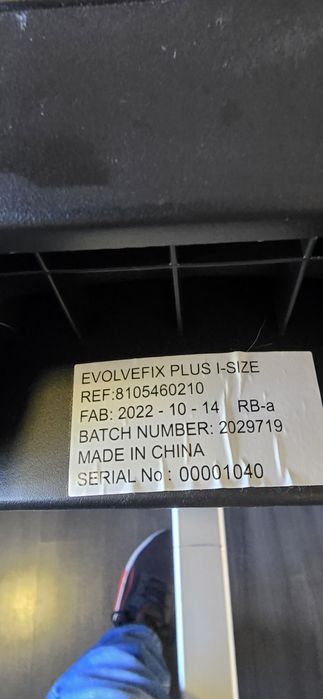 EVOLVEFIX PLUS I-SIZE
REF:8105460210
FAB: 2022 - 10 - 14 RB-a
BATCH NUMBER: 2029719
MADE IN CHINA
SERIAL No : 00001040